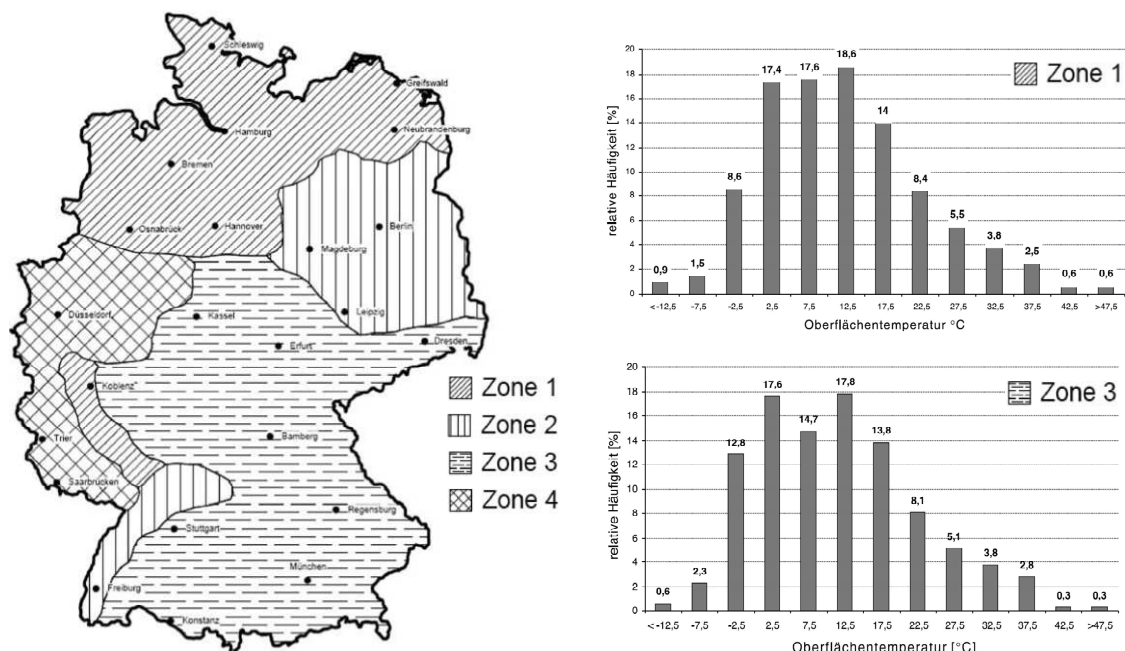 Schleswig
Greifswald
Hamburg
Neubrandenburg
Bremen
Osnabrück
Hannover
Berlin
Magdeburg
Düsseldorf
Kassel
Leipzig
Erfurt
Dresden
Koblenz
Trier
Bamberg
Saarbrücken
Regensburg
Stuttgart
München
Freiburg
Konstanz
Zone 1
Zone 2
Zone 3
Zone 4
Zone 1
relative Häufigkeit [%]
20
18
16
14
12
10
8
6
4
2
0
0,9
1,5
8,6
17,4
17,6
18,6
14
8,4
5,5
3,8
2,5
0,6
0,6
<-12,5 -7,5 -2,5 2,5 7,5 12,5 17,5 22,5 27,5 32,5 37,5 42,5 >47,5
Oberflächentemperatur °C
Zone 3
relative Häufigkeit [%]
20
18
16
14
12
10
8
6
4
2
0
0,6
2,3
12,8
17,6
14,7
17,8
13,8
8,1
5,1
3,8
2,8
0,3
0,3
<-12,5 -7,5 -2,5 2,5 7,5 12,5 17,5 22,5 27,5 32,5 37,5 42,5 >47,5
Oberflächentemperatur [°C]